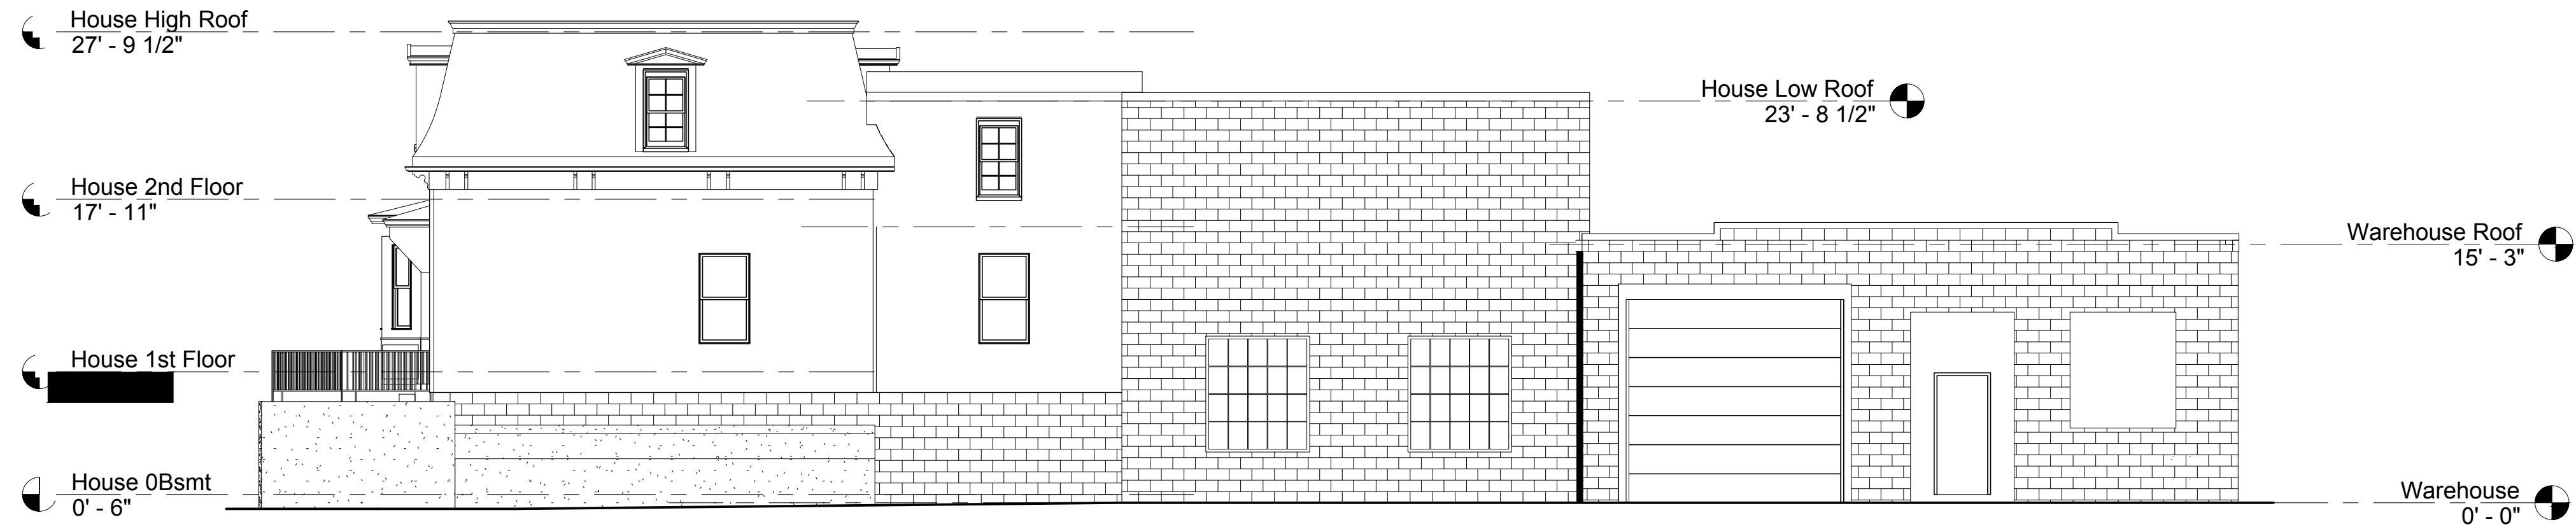 House High Roof
27' - 9 1/2"
House Low Roof
23' - 8 1/2"
House 2nd Floor
17' - 11"
Warehouse Roof
15' - 3"
House 1st Floor
House 0Bsmt
0' - 6"
Warehouse
0' - 0"